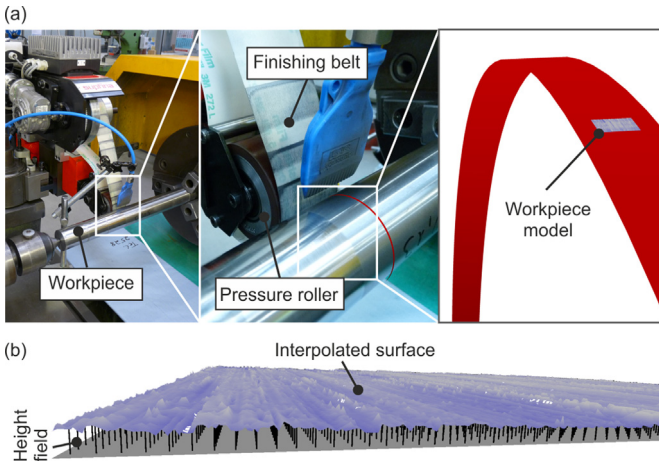 (a)
Finishing belt
Workpiece
model
Workpiece
Pressure roller
(b)
Interpolated surface
Height
field